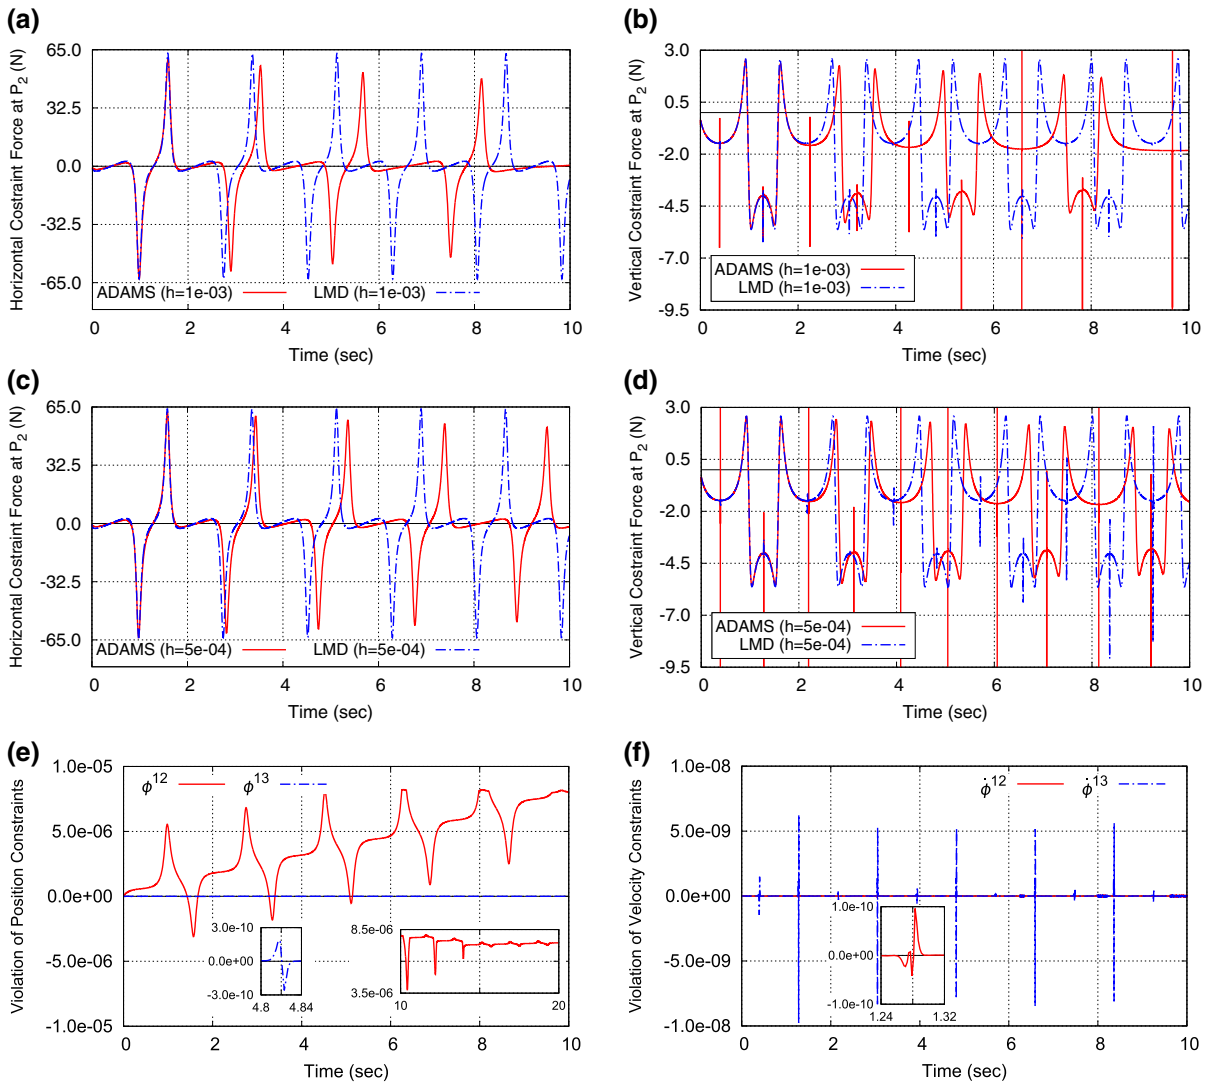 (a)
Horizontal Costraint Force at P2 (N)
65.0
32.5
0.0
-32.5
-65.0
ADAMS (h=1e-03)
LMD (h=1e-03)
0 2 4 6 8 10
Time (sec)
(b)
Vertical Costraint Force at P2 (N)
3.0
0.5
-2.0
-4.5
-7.0
-9.5
ADAMS (h=1e-03)
LMD (h=1e-03)
0 2 4 6 8 10
Time (sec)
(c)
Horizontal Costraint Force at P2 (N)
65.0
32.5
0.0
-32.5
-65.0
ADAMS (h=5e-04)
LMD (h=5e-04)
0 2 4 6 8 10
Time (sec)
(d)
Vertical Costraint Force at P2 (N)
3.0
0.5
-2.0
-4.5
-7.0
-9.5
ADAMS (h=5e-04)
LMD (h=5e-04)
0 2 4 6 8 10
Time (sec)
(e)
Violation of Position Constraints
1.0e-05
5.0e-06
0.0e+00
-5.0e-06
-1.0e-05
ϕ12
ϕ13
3.0e-10
0.0e+00
-3.0e-10
4.8 4.84
8.5e-06
3.5e-06
10 20
0 2 4 6 8 10
Time (sec)
(f)
Violation of Velocity Constraints
1.0e-08
5.0e-09
0.0e+00
-5.0e-09
-1.0e-08
ϕ̇12
ϕ̇13
1.0e-10
0.0e+00
-1.0e-10
1.24 1.32
0 2 4 6 8 10
Time (sec)